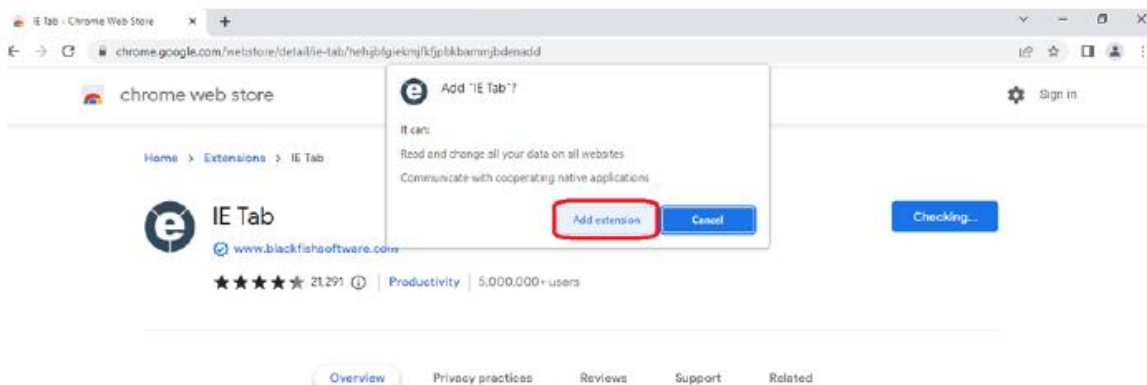 IE Tab - Chrome Web Store
chrome.google.com/webstore/detail/ie-tab/hehijbfgiekmjfkfjpbkbammjbdenadd
chrome web store
Sign in
Add "IE Tab"?
It can:
Read and change all your data on all websites
Communicate with cooperating native applications
Add extension
Cancel
Home > Extensions > IE Tab
IE Tab
Checking...
www.blackfishsoftware.com
21,291
Productivity
5,000,000+ users
Overview
Privacy practices
Reviews
Support
Related